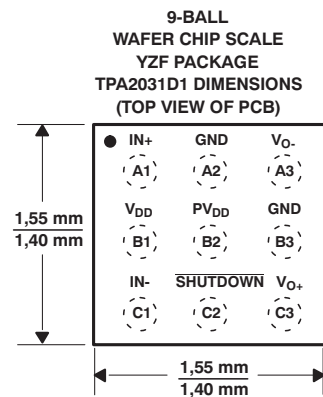 9-BALL
WAFER CHIP SCALE
YZF PACKAGE
TPA2031D1 DIMENSIONS
(TOP VIEW OF PCB)
IN+ GND VO-
A1 A2 A3
VDD PVDD GND
B1 B2 B3
IN- SHUTDOWN VO+
C1 C2 C3
1,55 mm
1,40 mm
1,55 mm
1,40 mm